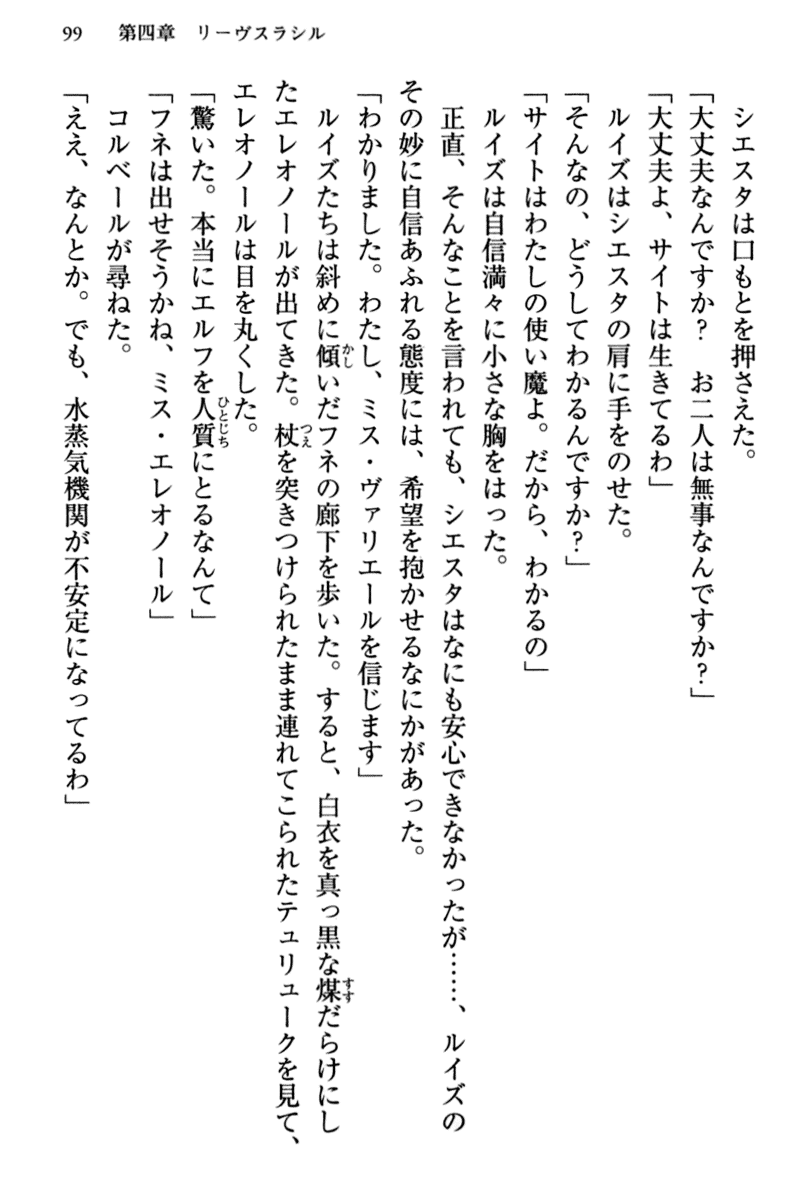 99　第四章　リーヴスラシル
　シエスタは口もとを押さえた。
「大丈夫なんですか？　お二人は無事なんですか？」
「大丈夫よ、サイトは生きてるわ」
　ルイズはシエスタの肩に手をのせた。
「そんなの、どうしてわかるんですか？」
「サイトはわたしの使い魔よ。だから、わかるの」
　ルイズは自信満々に小さな胸をはった。
　正直、そんなことを言われても、シエスタはなにも安心できなかったが……、ルイズの
その妙に自信あふれる態度には、希望を抱かせるなにかがあった。
「わかりました。わたし、ミス・ヴァリエールを信じます」
　ルイズたちは斜めに傾いだフネの廊下を歩いた。すると、白衣を真っ黒な煤だらけにし
たエレオノールが出てきた。杖を突きつけられたまま連れてこられたテュリュークを見て、
エレオノールは目を丸くした。
「驚いた。本当にエルフを人質にとるなんて」
「フネは出せそうかね、ミス・エレオノール」
　コルベールが尋ねた。
「ええ、なんとか。でも、水蒸気機関が不安定になってるわ」